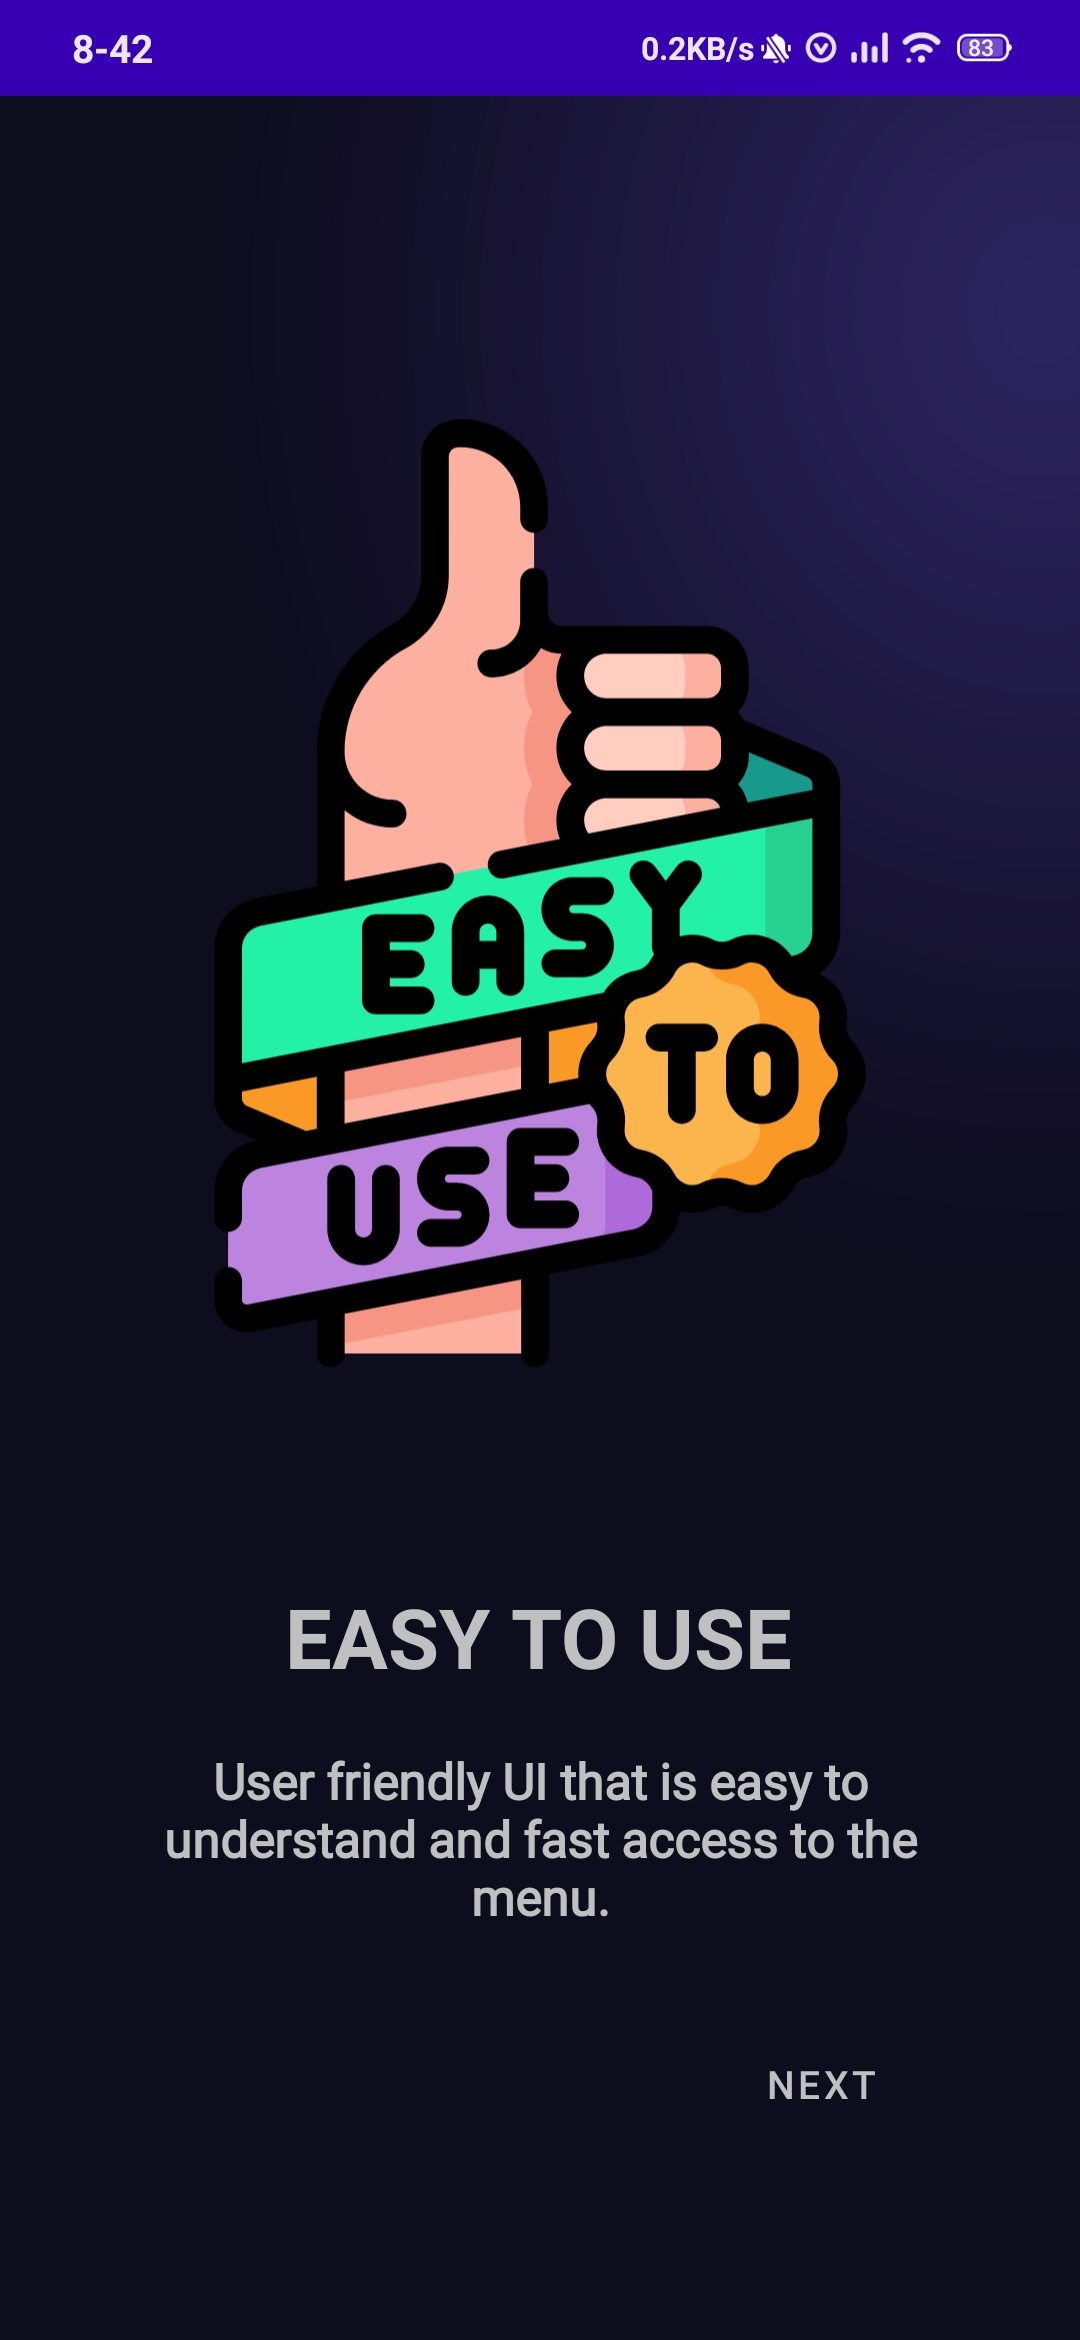 8-42 0.2KB/s 83
EASY
TO
USE
EASY TO USE
User friendly UI that is easy to
understand and fast access to the
menu.
NEXT